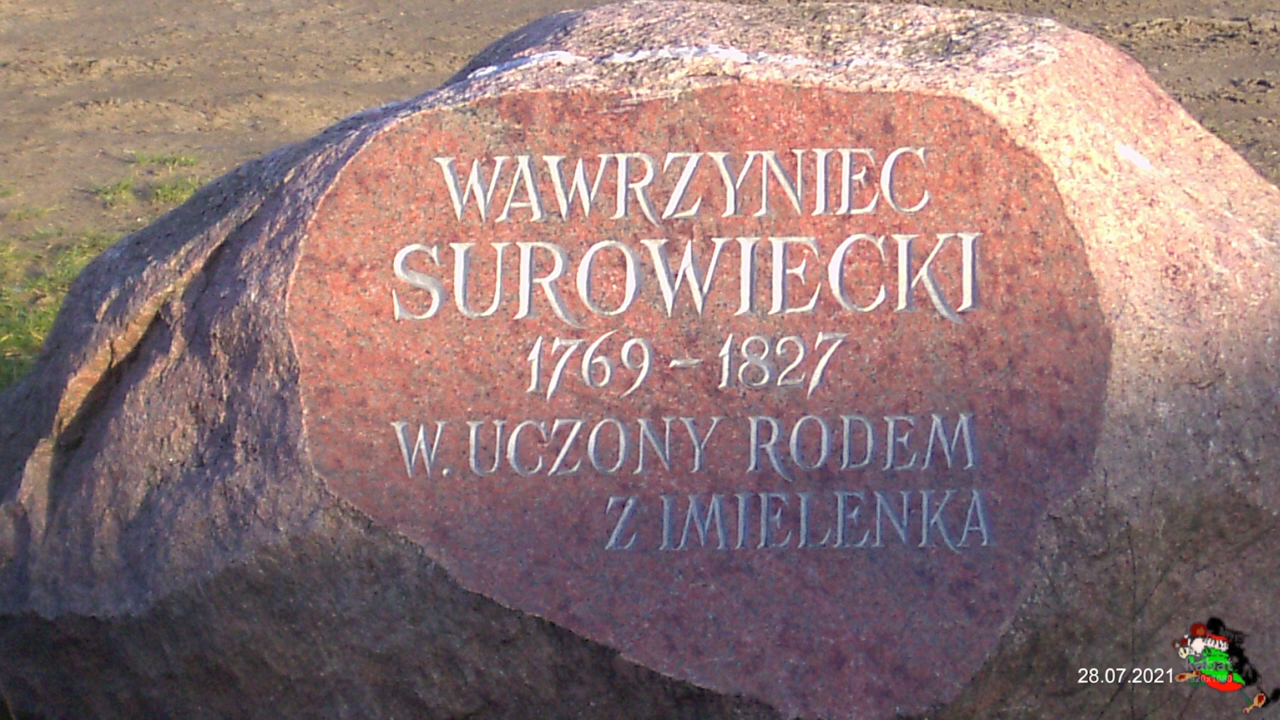 WAWRZYNIEC
SUROWIECKI
1769 – 1827
W. UCZONY RODEM
Z IMIELENKA
28.07.2021